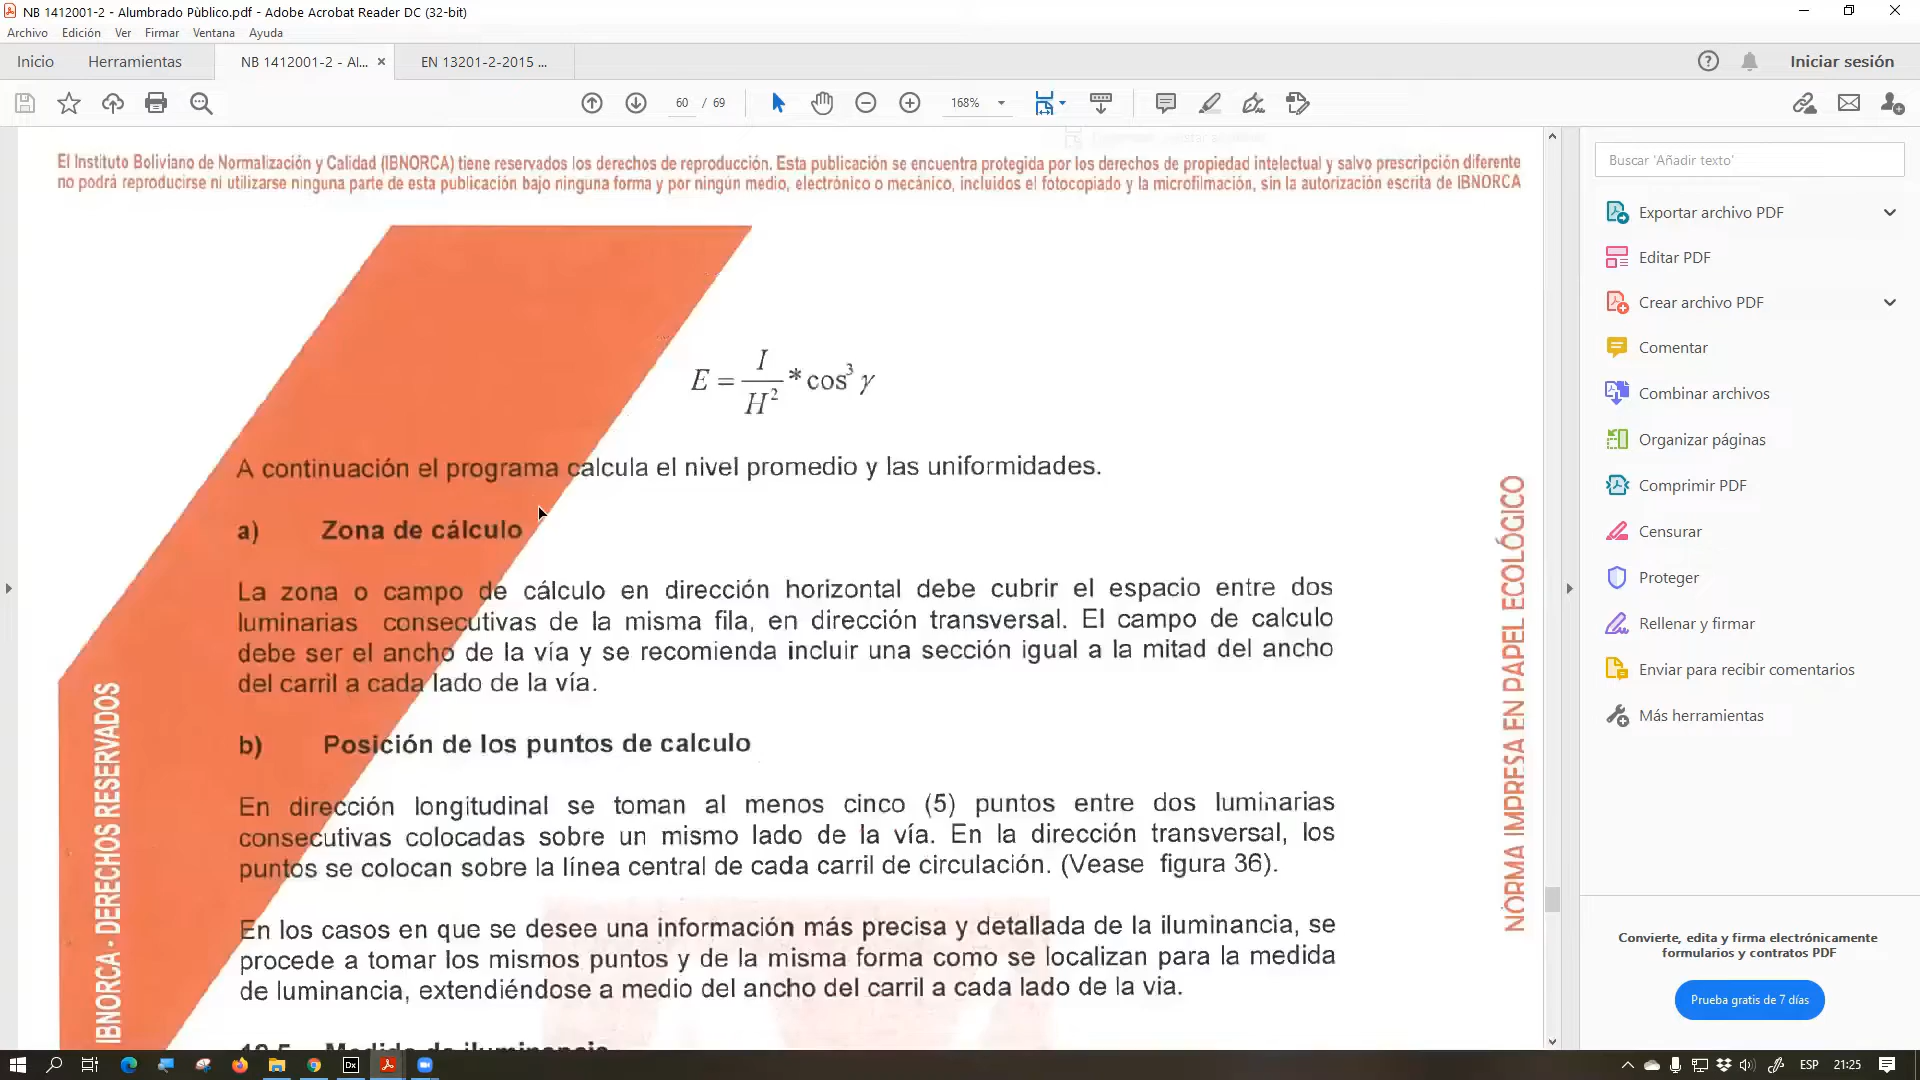 NB 1412001-2 - Alumbrado Pùblico.pdf - Adobe Acrobat Reader DC (32-bit)
Archivo Edición Ver Firmar Ventana Ayuda
Inicio Herramientas NB 1412001-2 - Al... × EN 13201-2-2015 ... Iniciar sesión
60 / 69 168%
El Instituto Boliviano de Normalización y Calidad (IBNORCA) tiene reservados los derechos de reproducción. Esta publicación se encuentra protegida por los derechos de propiedad intelectual y salvo prescripción diferente
no podrá reproducirse ni utilizarse ninguna parte de esta publicación bajo ninguna forma y por ningún medio, electrónico o mecánico, incluidos el fotocopiado y la microfilmación, sin la autorización escrita de IBNORCA
E = I / H² * cos³ γ
A continuación el programa calcula el nivel promedio y las uniformidades.
a) Zona de cálculo
La zona o campo de cálculo en dirección horizontal debe cubrir el espacio entre dos
luminarias consecutivas de la misma fila, en dirección transversal. El campo de calculo
debe ser el ancho de la vía y se recomienda incluir una sección igual a la mitad del ancho
del carril a cada lado de la vía.
b) Posición de los puntos de calculo
En dirección longitudinal se toman al menos cinco (5) puntos entre dos luminarias
consecutivas colocadas sobre un mismo lado de la vía. En la dirección transversal, los
puntos se colocan sobre la línea central de cada carril de circulación. (Vease figura 36).
En los casos en que se desee una información más precisa y detallada de la iluminancia, se
procede a tomar los mismos puntos y de la misma forma como se localizan para la medida
de luminancia, extendiéndose a medio del ancho del carril a cada lado de la via.
IBNORCA - DERECHOS RESERVADOS
NORMA IMPRESA EN PAPEL ECOLÓGICO
Buscar 'Añadir texto'
Exportar archivo PDF
Editar PDF
Crear archivo PDF
Comentar
Combinar archivos
Organizar páginas
Comprimir PDF
Censurar
Proteger
Rellenar y firmar
Enviar para recibir comentarios
Más herramientas
Convierte, edita y firma electrónicamente
formularios y contratos PDF
Prueba gratis de 7 días
Dx
ESP 21:25